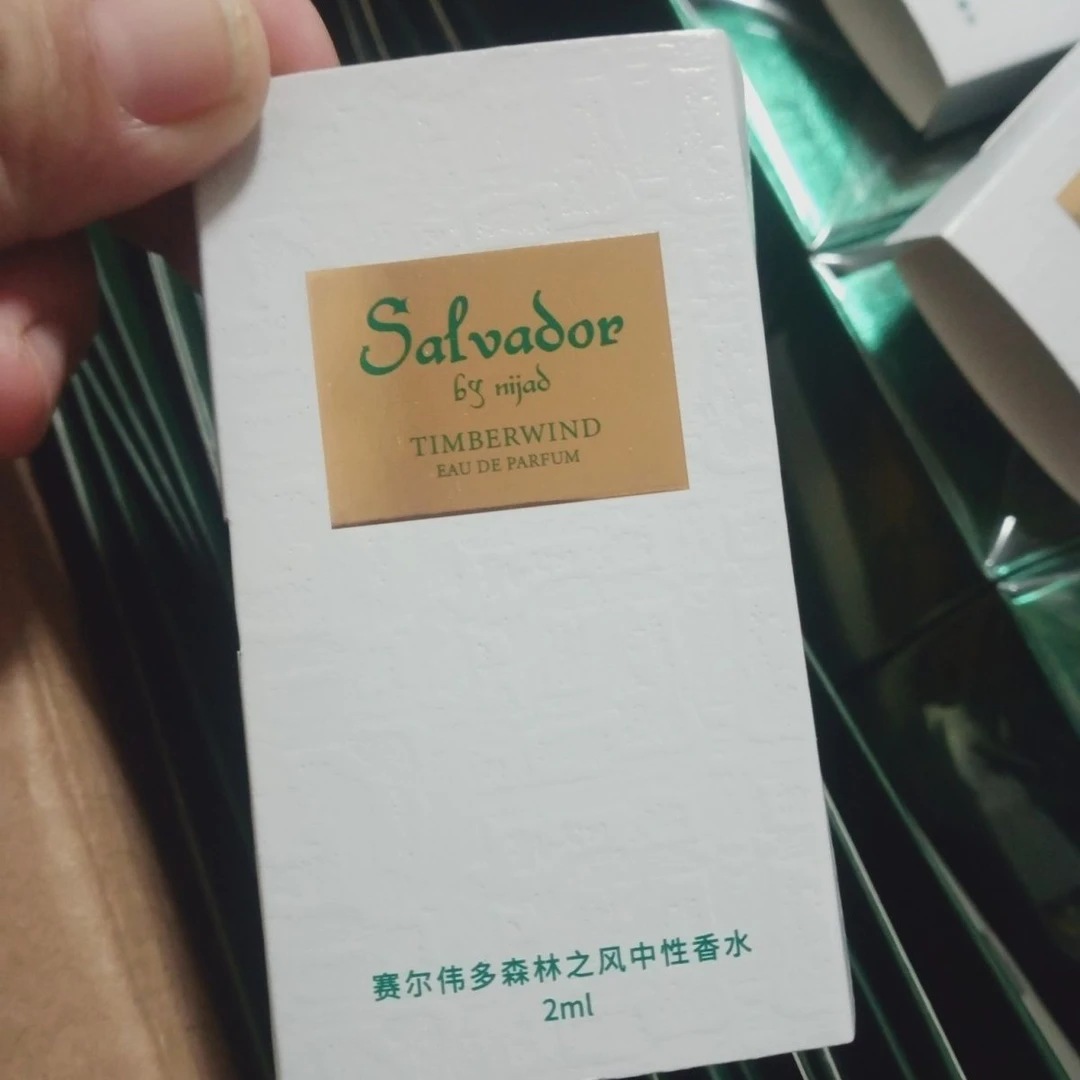 Salvador
by nijad
TIMBERWIND
EAU DE PARFUM
赛尔伟多森林之风中性香水
2ml